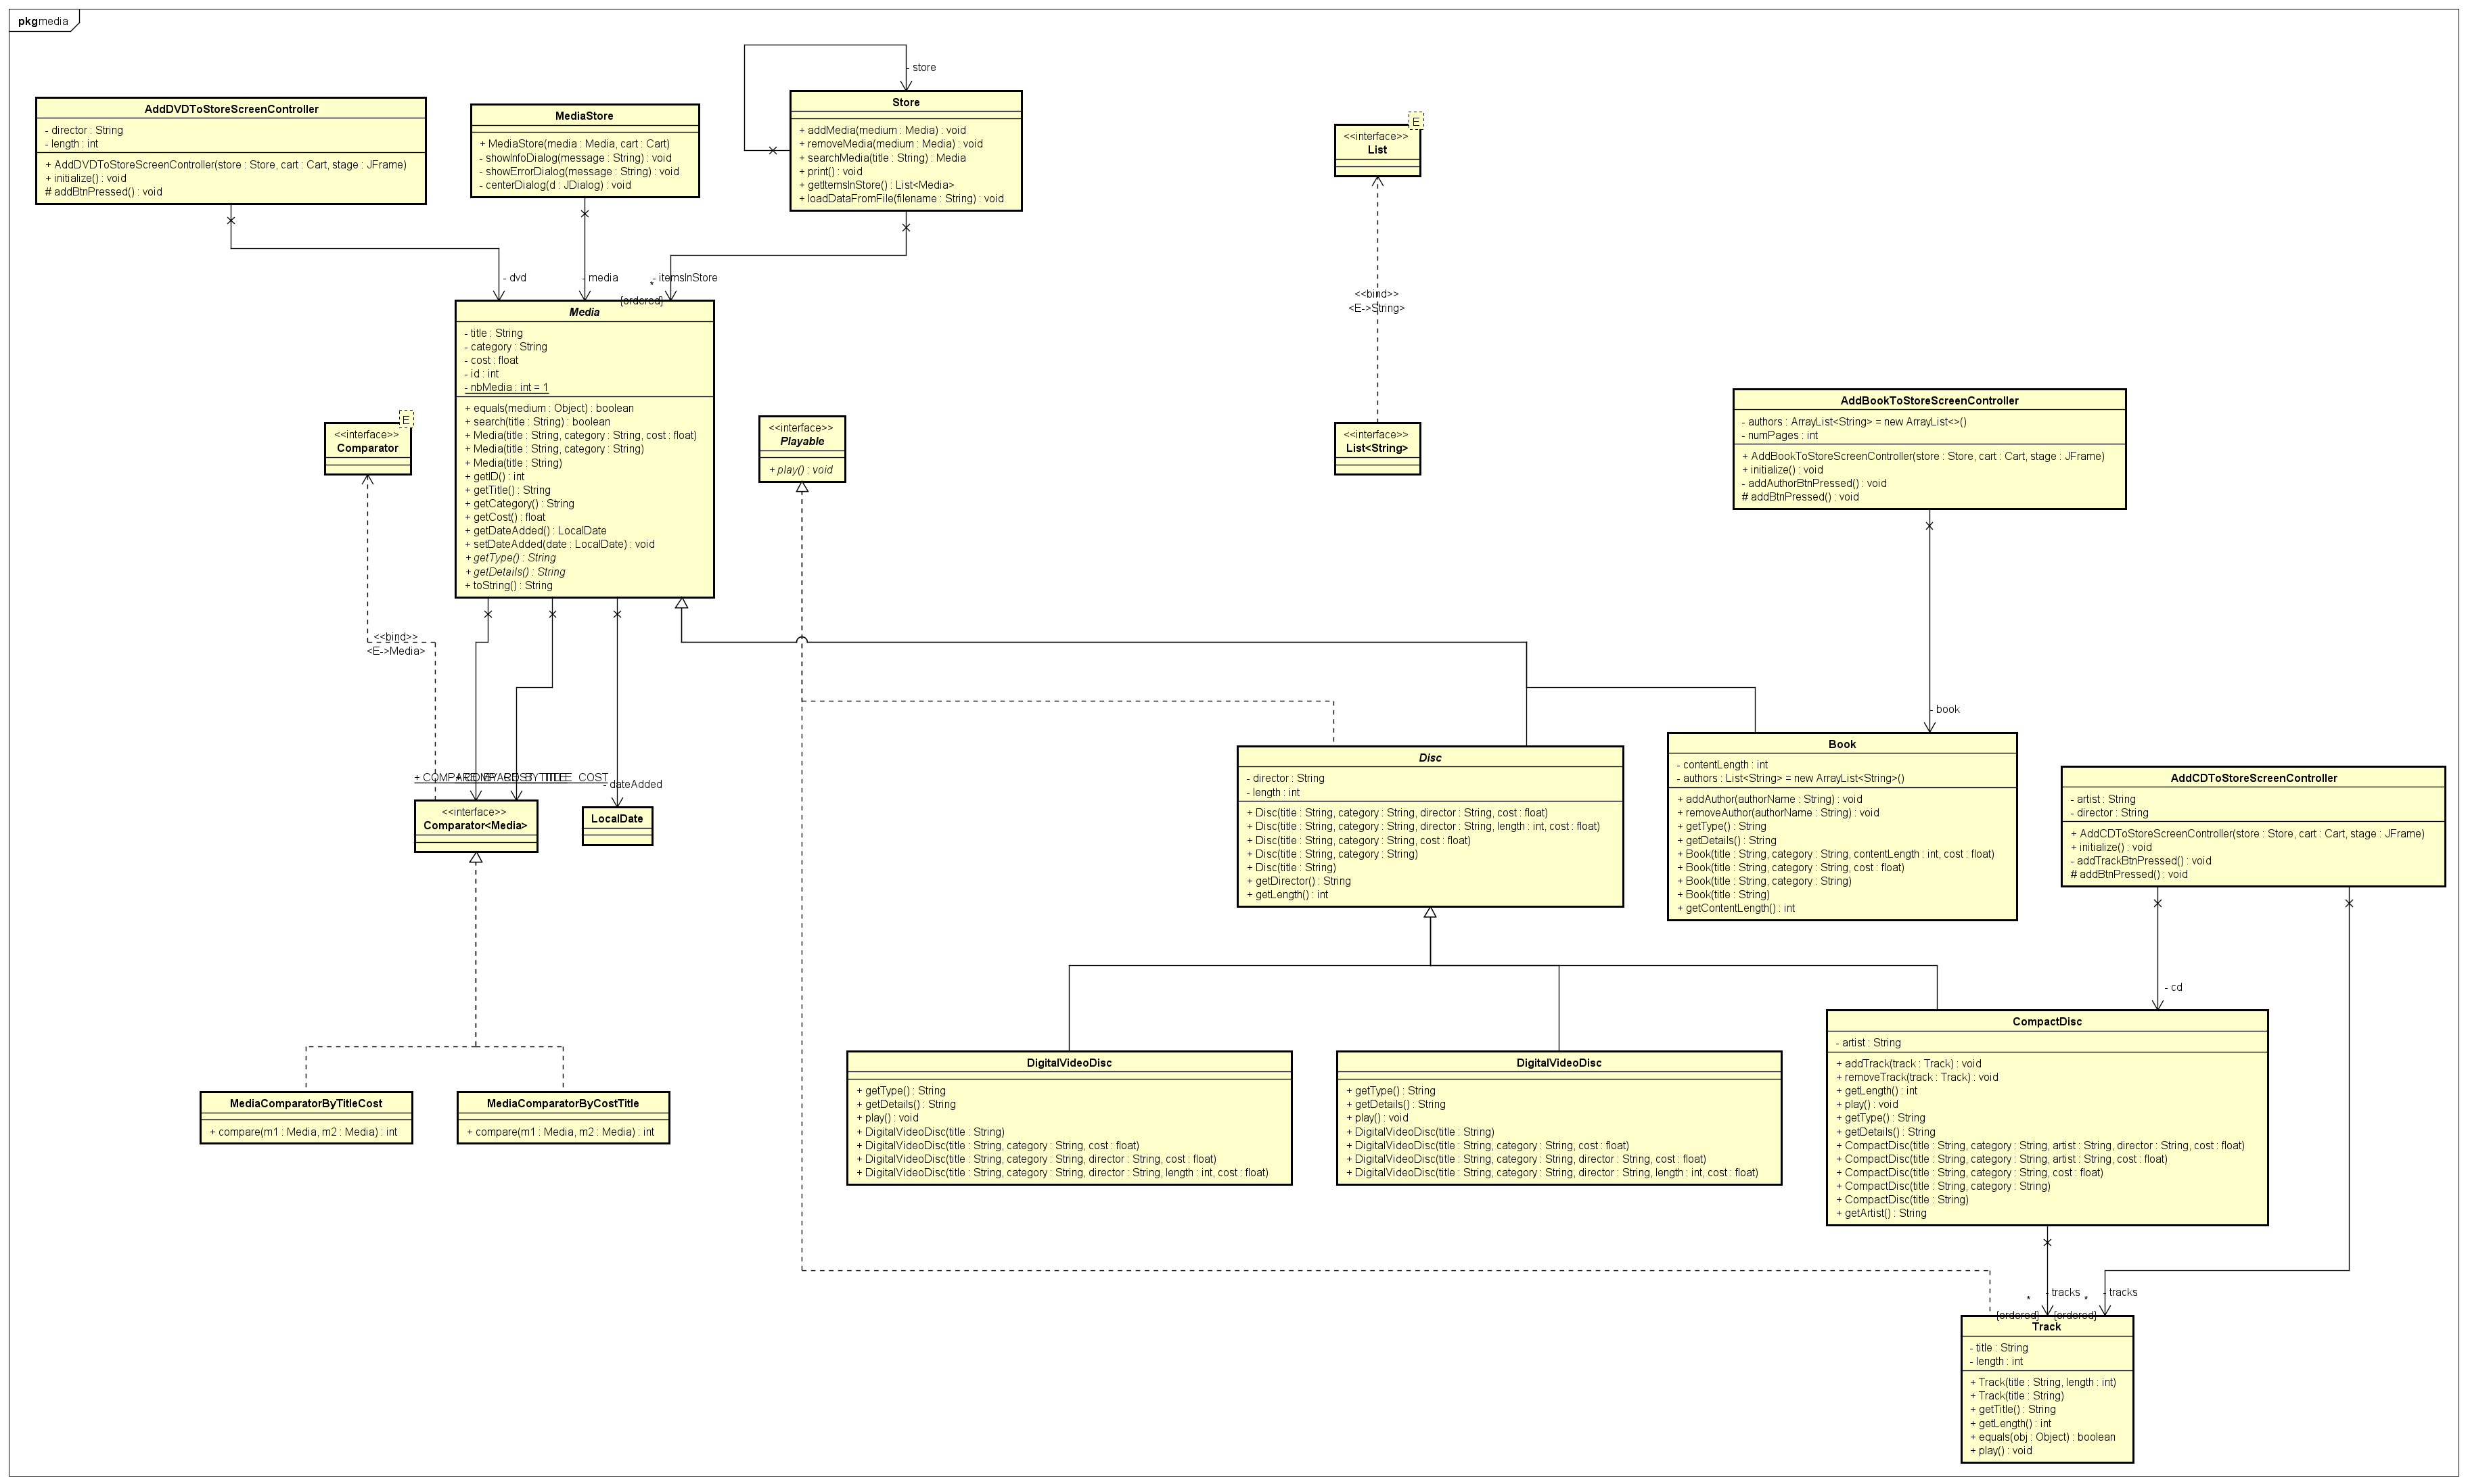 pkg media
- store
AddDVDToStoreScreenController
- director : String
- length : int
+ AddDVDToStoreScreenController(store : Store, cart : Cart, stage : JFrame)
+ initialize() : void
# addBtnPressed() : void
MediaStore
+ MediaStore(media : Media, cart : Cart)
- showInfoDialog(message : String) : void
- showErrorDialog(message : String) : void
- centerDialog(d : JDialog) : void
Store
+ addMedia(medium : Media) : void
+ removeMedia(medium : Media) : void
+ searchMedia(title : String) : Media
+ print() : void
+ getItemsInStore() : List<Media>
+ loadDataFromFile(filename : String) : void
E
<<interface>>
List
- dvd
- media
- itemsInStore
*
{ordered}
<<bind>>
<E->String>
Media
- title : String
- category : String
- cost : float
- id : int
- nbMedia : int = 1
+ equals(medium : Object) : boolean
+ search(title : String) : boolean
+ Media(title : String, category : String, cost : float)
+ Media(title : String, category : String)
+ Media(title : String)
+ getID() : int
+ getTitle() : String
+ getCategory() : String
+ getCost() : float
+ getDateAdded() : LocalDate
+ setDateAdded(date : LocalDate) : void
+ getType() : String
+ getDetails() : String
+ toString() : String
E
<<interface>>
Comparator
<<interface>>
Playable
+ play() : void
<<interface>>
List<String>
AddBookToStoreScreenController
- authors : ArrayList<String> = new ArrayList<>()
- numPages : int
+ AddBookToStoreScreenController(store : Store, cart : Cart, stage : JFrame)
+ initialize() : void
- addAuthorBtnPressed() : void
# addBtnPressed() : void
<<bind>>
<E->Media>
- book
- dateAdded
<<interface>>
Comparator<Media>
LocalDate
Disc
- director : String
- length : int
+ Disc(title : String, category : String, director : String, cost : float)
+ Disc(title : String, category : String, director : String, length : int, cost : float)
+ Disc(title : String, category : String, cost : float)
+ Disc(title : String, category : String)
+ Disc(title : String)
+ getDirector() : String
+ getLength() : int
Book
- contentLength : int
- authors : List<String> = new ArrayList<String>()
+ addAuthor(authorName : String) : void
+ removeAuthor(authorName : String) : void
+ getType() : String
+ getDetails() : String
+ Book(title : String, category : String, contentLength : int, cost : float)
+ Book(title : String, category : String, cost : float)
+ Book(title : String, category : String)
+ Book(title : String)
+ getContentLength() : int
AddCDToStoreScreenController
- artist : String
- director : String
+ AddCDToStoreScreenController(store : Store, cart : Cart, stage : JFrame)
+ initialize() : void
- addTrackBtnPressed() : void
# addBtnPressed() : void
- cd
MediaComparatorByTitleCost
+ compare(m1 : Media, m2 : Media) : int
MediaComparatorByCostTitle
+ compare(m1 : Media, m2 : Media) : int
DigitalVideoDisc
+ getType() : String
+ getDetails() : String
+ play() : void
+ DigitalVideoDisc(title : String)
+ DigitalVideoDisc(title : String, category : String, cost : float)
+ DigitalVideoDisc(title : String, category : String, director : String, cost : float)
+ DigitalVideoDisc(title : String, category : String, director : String, length : int, cost : float)
DigitalVideoDisc
+ getType() : String
+ getDetails() : String
+ play() : void
+ DigitalVideoDisc(title : String)
+ DigitalVideoDisc(title : String, category : String, cost : float)
+ DigitalVideoDisc(title : String, category : String, director : String, cost : float)
+ DigitalVideoDisc(title : String, category : String, director : String, length : int, cost : float)
CompactDisc
- artist : String
+ addTrack(track : Track) : void
+ removeTrack(track : Track) : void
+ getLength() : int
+ play() : void
+ getType() : String
+ getDetails() : String
+ CompactDisc(title : String, category : String, artist : String, director : String, cost : float)
+ CompactDisc(title : String, category : String, artist : String, cost : float)
+ CompactDisc(title : String, category : String, cost : float)
+ CompactDisc(title : String, category : String)
+ CompactDisc(title : String)
+ getArtist() : String
- tracks
*
{ordered}
- tracks
*
{ordered}
Track
- title : String
- length : int
+ Track(title : String, length : int)
+ Track(title : String)
+ getTitle() : String
+ getLength() : int
+ equals(obj : Object) : boolean
+ play() : void